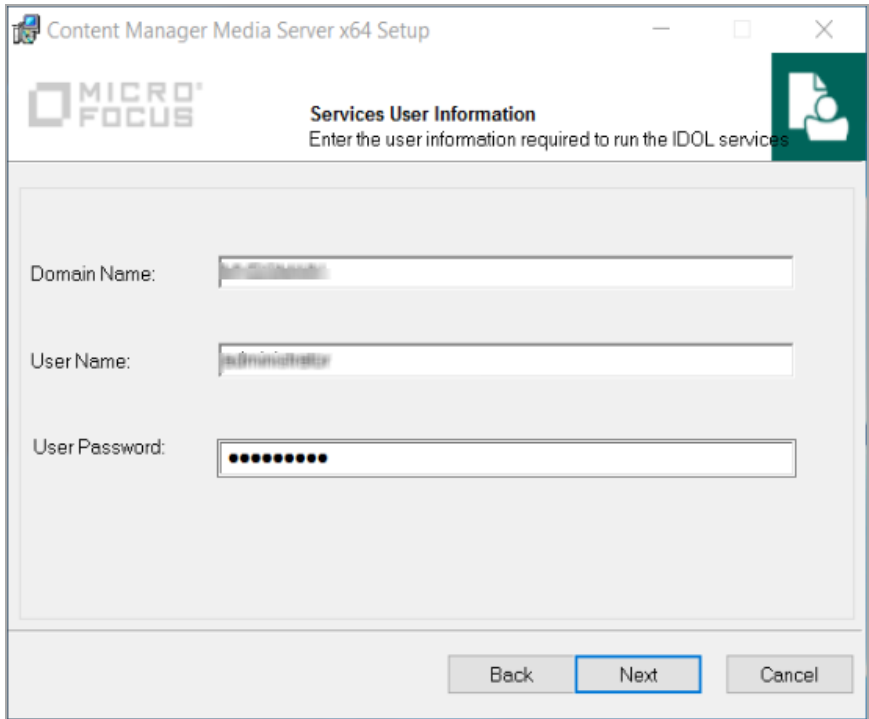 Content Manager Media Server x64 Setup
MICRO
FOCUS
Services User Information
Enter the user information required to run the IDOL services
Domain Name:
User Name:
administrator
User Password:
Back Next Cancel